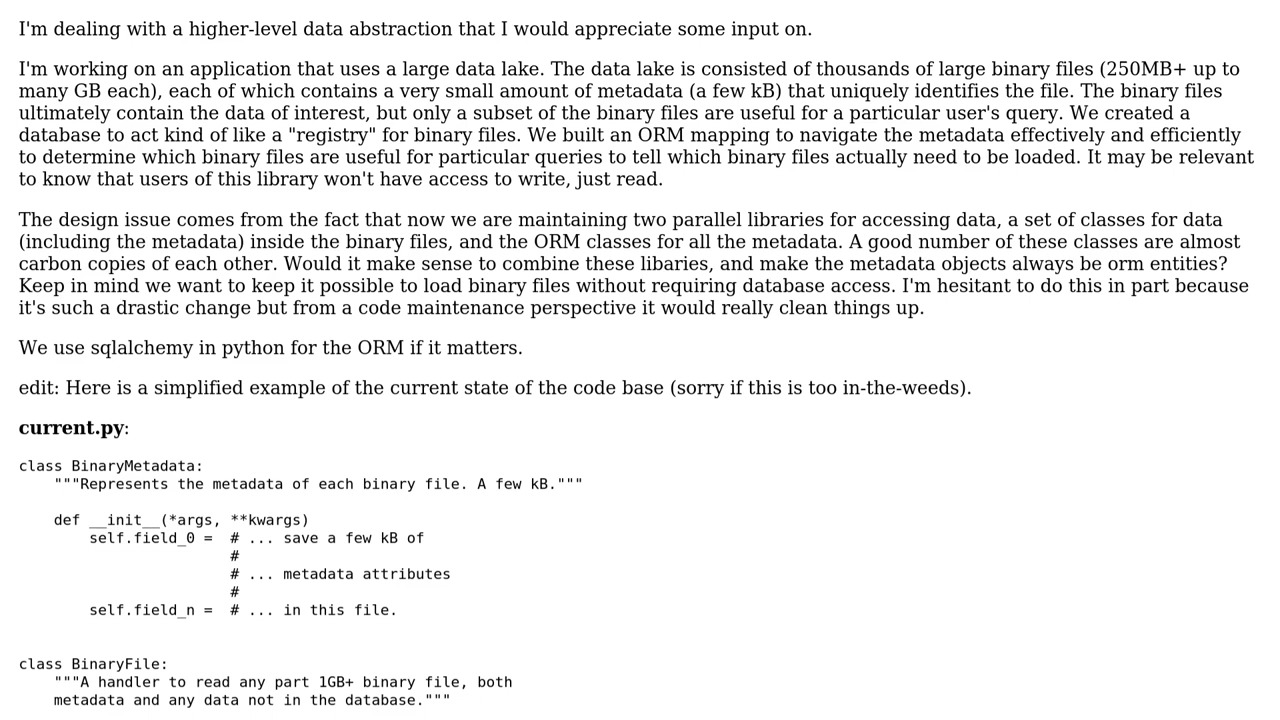 I'm dealing with a higher-level data abstraction that I would appreciate some input on.
I'm working on an application that uses a large data lake. The data lake is consisted of thousands of large binary files (250MB+ up to
many GB each), each of which contains a very small amount of metadata (a few kB) that uniquely identifies the file. The binary files
ultimately contain the data of interest, but only a subset of the binary files are useful for a particular user's query. We created a
database to act kind of like a "registry" for binary files. We built an ORM mapping to navigate the metadata effectively and efficiently
to determine which binary files are useful for particular queries to tell which binary files actually need to be loaded. It may be relevant
to know that users of this library won't have access to write, just read.
The design issue comes from the fact that now we are maintaining two parallel libraries for accessing data, a set of classes for data
(including the metadata) inside the binary files, and the ORM classes for all the metadata. A good number of these classes are almost
carbon copies of each other. Would it make sense to combine these libaries, and make the metadata objects always be orm entities?
Keep in mind we want to keep it possible to load binary files without requiring database access. I'm hesitant to do this in part because
it's such a drastic change but from a code maintenance perspective it would really clean things up.
We use sqlalchemy in python for the ORM if it matters.
edit: Here is a simplified example of the current state of the code base (sorry if this is too in-the-weeds).
current.py:
class BinaryMetadata:
    """Represents the metadata of each binary file. A few kB."""
    def __init__(*args, **kwargs)
        self.field_0 =  # ... save a few kB of
                        #
                        # ... metadata attributes
                        #
        self.field_n =  # ... in this file.
class BinaryFile:
    """A handler to read any part 1GB+ binary file, both
    metadata and any data not in the database."""